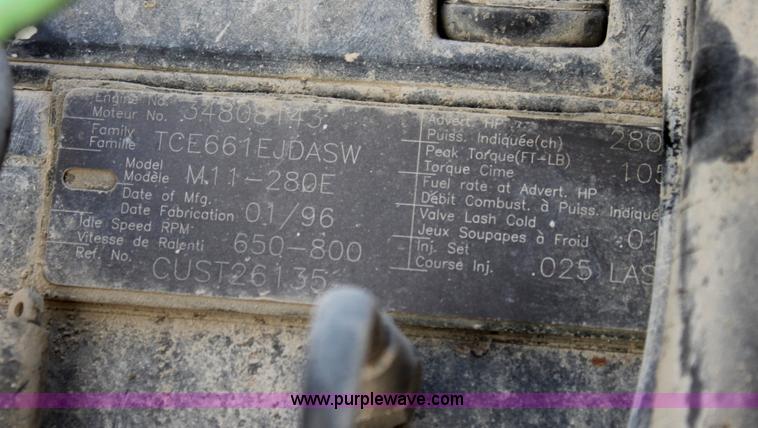 Engine No.
Moteur No. 34808143
Family
Famille TCE661EJDASW
Model
Modèle M11-280E
Date of Mfg.
Date Fabrication 01/96
Idle Speed RPM
Vitesse de Ralenti 650-800
Ref No. CUST26135
Advert. HP
Puiss. Indiquée(ch) 280
Peak Torque(FT-LB)
Torque Cime 105
Fuel rate at Advert. HP
Débit Combust. à Puiss. Indiqué
Valve Lash Cold
Jeux Soupapes à Froid .01
Inj. Set
Course Inj. .025 LAS
www.purplewave.com